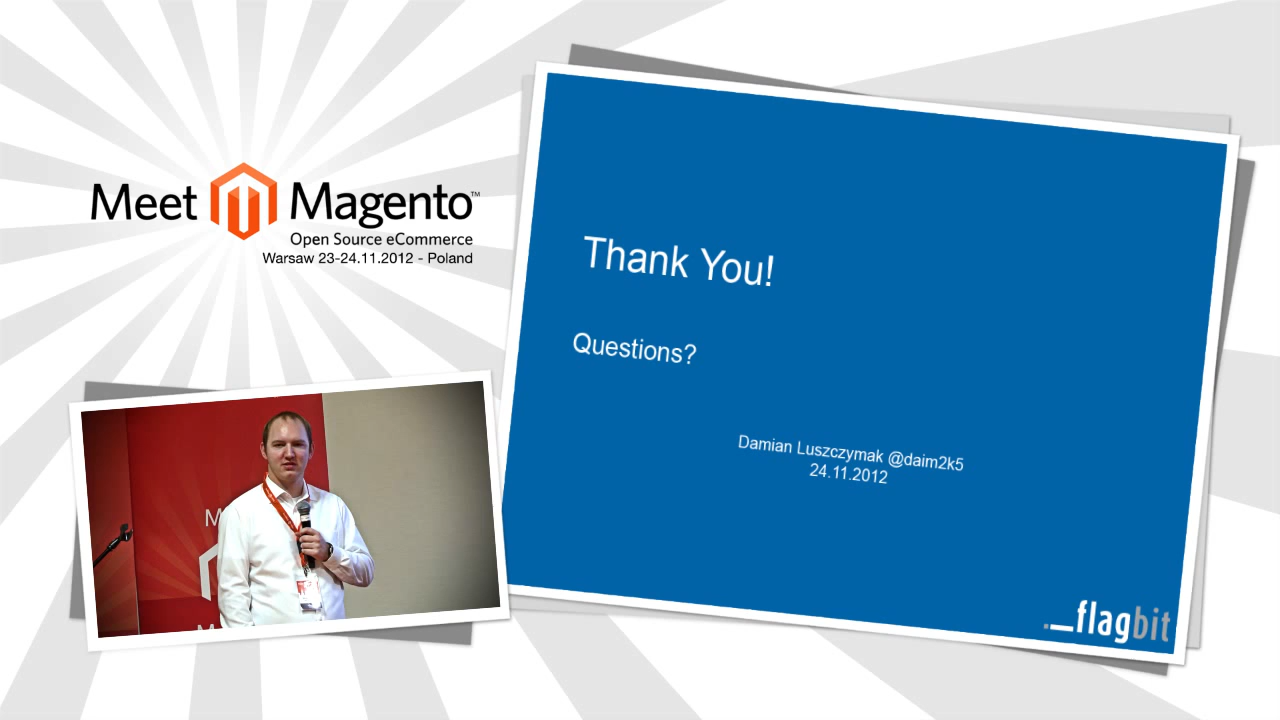 Meet Magento™
Open Source eCommerce
Warsaw 23-24.11.2012 - Poland
Thank You!
Questions?
Damian Luszczymak @daim2k5
24.11.2012
flagbit
M
M